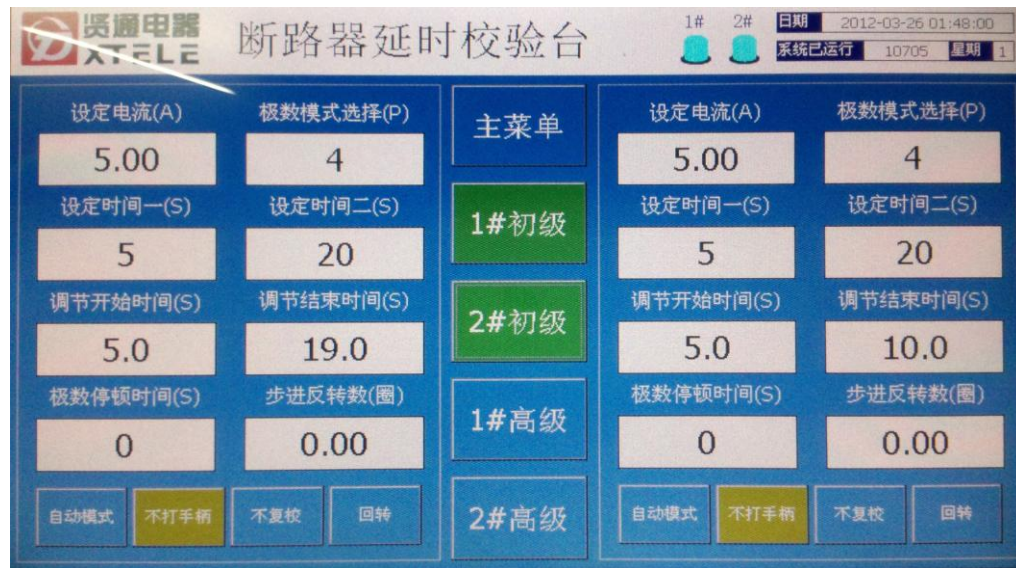 贤通电器
XTELE
断路器延时校验台
1# 2#
日期 2012-03-26 01:48:00
系统已运行 10705 星期 1
设定电流(A) 极数模式选择(P)
5.00 4
设定时间一(S) 设定时间二(S)
5 20
调节开始时间(S) 调节结束时间(S)
5.0 19.0
极数停顿时间(S) 步进反转数(圈)
0 0.00
自动模式 不打手柄 不复校 回转
主菜单
1#初级
2#初级
1#高级
2#高级
设定电流(A) 极数模式选择(P)
5.00 4
设定时间一(S) 设定时间二(S)
5 20
调节开始时间(S) 调节结束时间(S)
5.0 10.0
极数停顿时间(S) 步进反转数(圈)
0 0.00
自动模式 不打手柄 不复校 回转